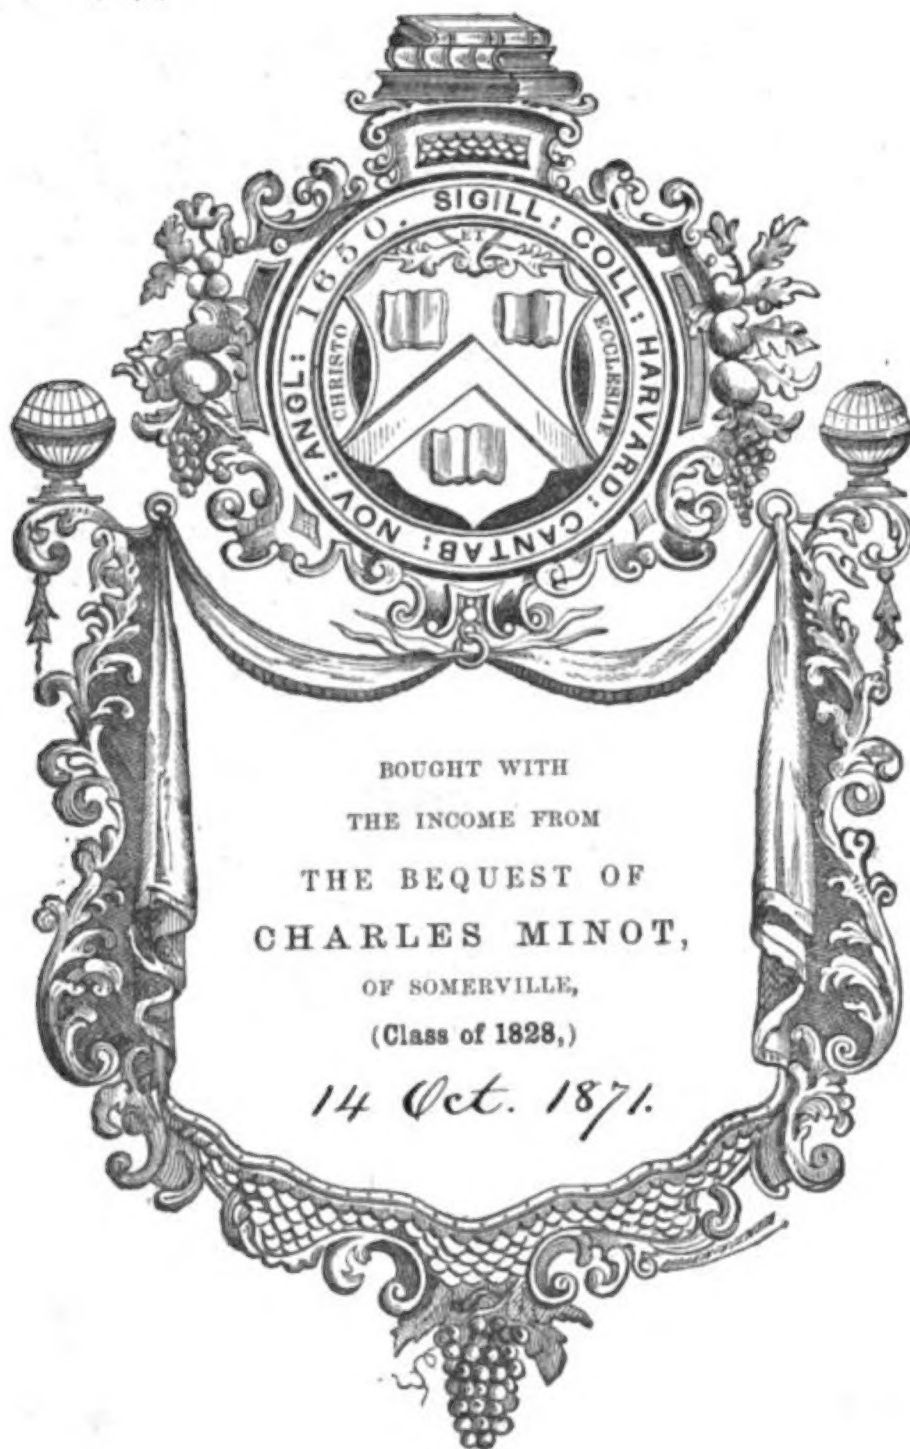 SIGILL: COLL: HARVARD: CANTAB: NOV: ANGL: 1650.
CHRISTO
ET
ECCLESIAE
BOUGHT WITH
THE INCOME FROM
THE BEQUEST OF
CHARLES MINOT,
OF SOMERVILLE,
(Class of 1828,)
14 Oct. 1871.